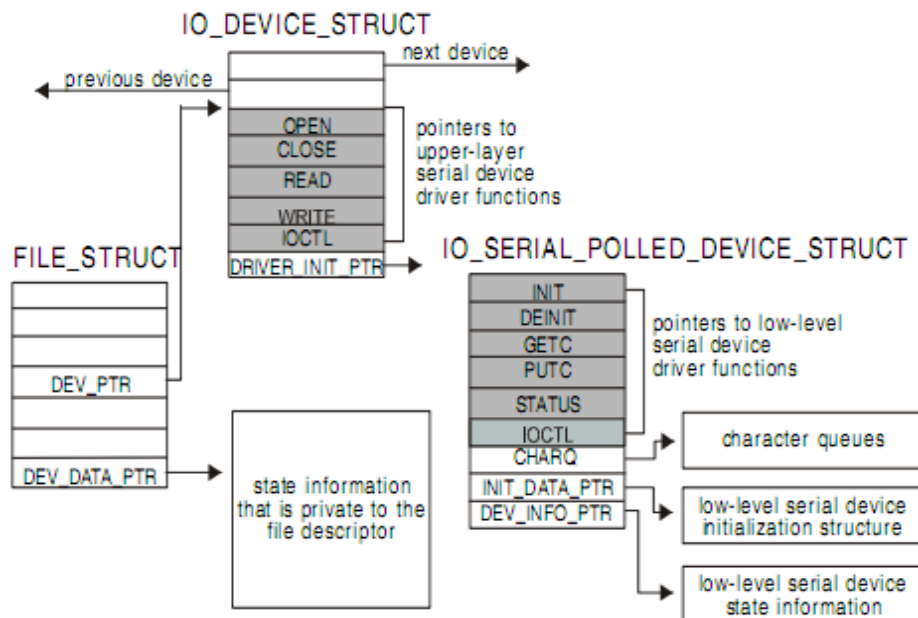 IO_DEVICE_STRUCT
next device
previous device
OPEN
CLOSE
READ
WRITE
IOCTL
DRIVER_INIT_PTR
pointers to
upper-layer
serial device
driver functions
FILE_STRUCT
DEV_PTR
DEV_DATA_PTR
state information
that is private to the
file descriptor
IO_SERIAL_POLLED_DEVICE_STRUCT
INIT
DEINIT
GETC
PUTC
STATUS
IOCTL
CHARQ
INIT_DATA_PTR
DEV_INFO_PTR
pointers to low-level
serial device
driver functions
character queues
low-level serial device
initialization structure
low-level serial device
state information